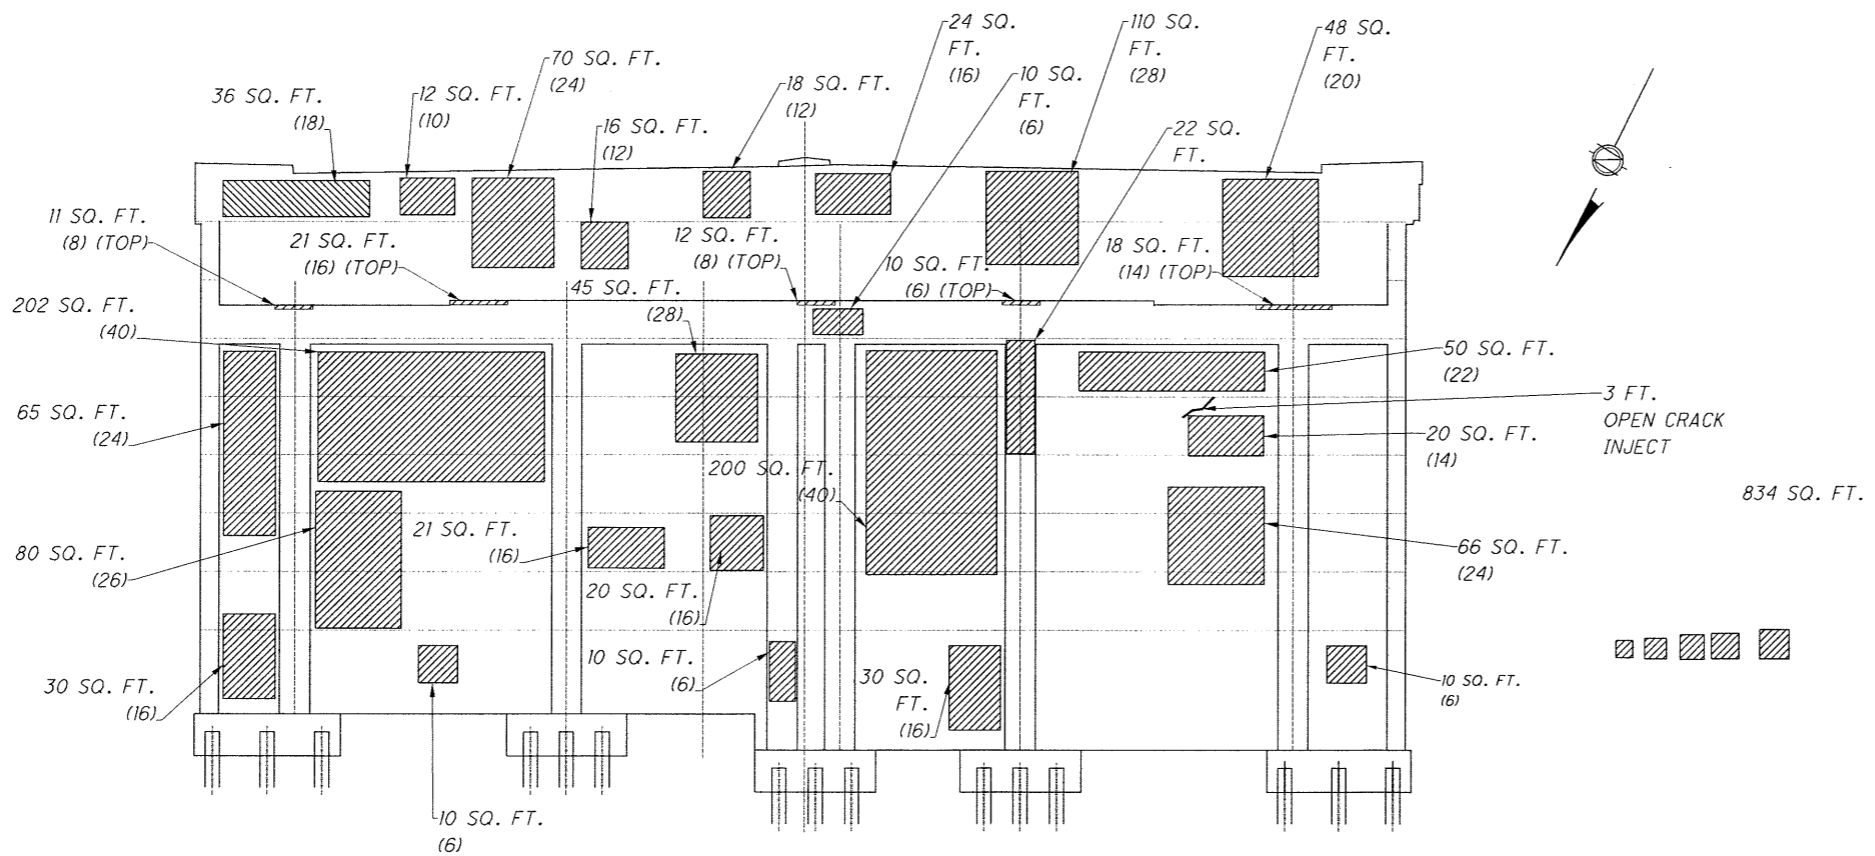 24 SQ.
FT.
(16)
110 SQ.
FT.
(28)
48 SQ.
FT.
(20)
70 SQ. FT.
(24)
10 SQ.
FT.
(6)
18 SQ. FT.
(12)
36 SQ. FT.
(18)
12 SQ. FT.
(10)
16 SQ. FT.
(12)
22 SQ.
FT.
11 SQ. FT.
(8) (TOP)
21 SQ. FT.
(16) (TOP)
12 SQ. FT.
(8) (TOP)
10 SQ. FT.
(6) (TOP)
18 SQ. FT.
(14) (TOP)
202 SQ. FT.
(40)
45 SQ. FT.
(28)
50 SQ. FT.
(22)
65 SQ. FT.
(24)
3 FT.
OPEN CRACK
INJECT
20 SQ. FT.
(14)
200 SQ. FT.
(40)
834 SQ. FT.
80 SQ. FT.
(26)
21 SQ. FT.
(16)
66 SQ. FT.
(24)
20 SQ. FT.
(16)
30 SQ. FT.
(16)
10 SQ. FT.
(6)
30 SQ.
FT.
(16)
10 SQ. FT.
(6)
10 SQ. FT.
(6)